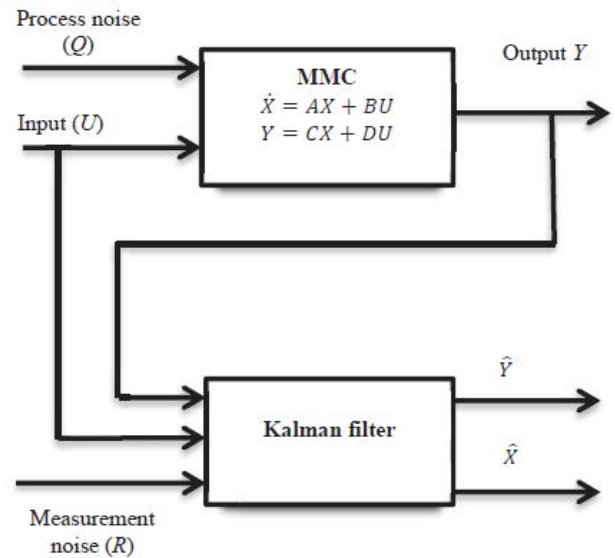 Process noise
(Q)
Output Y
MMC
Ẋ = AX + BU
Y = CX + DU
Input (U)
Ŷ
Kalman filter
X̂
Measurement
noise (R)